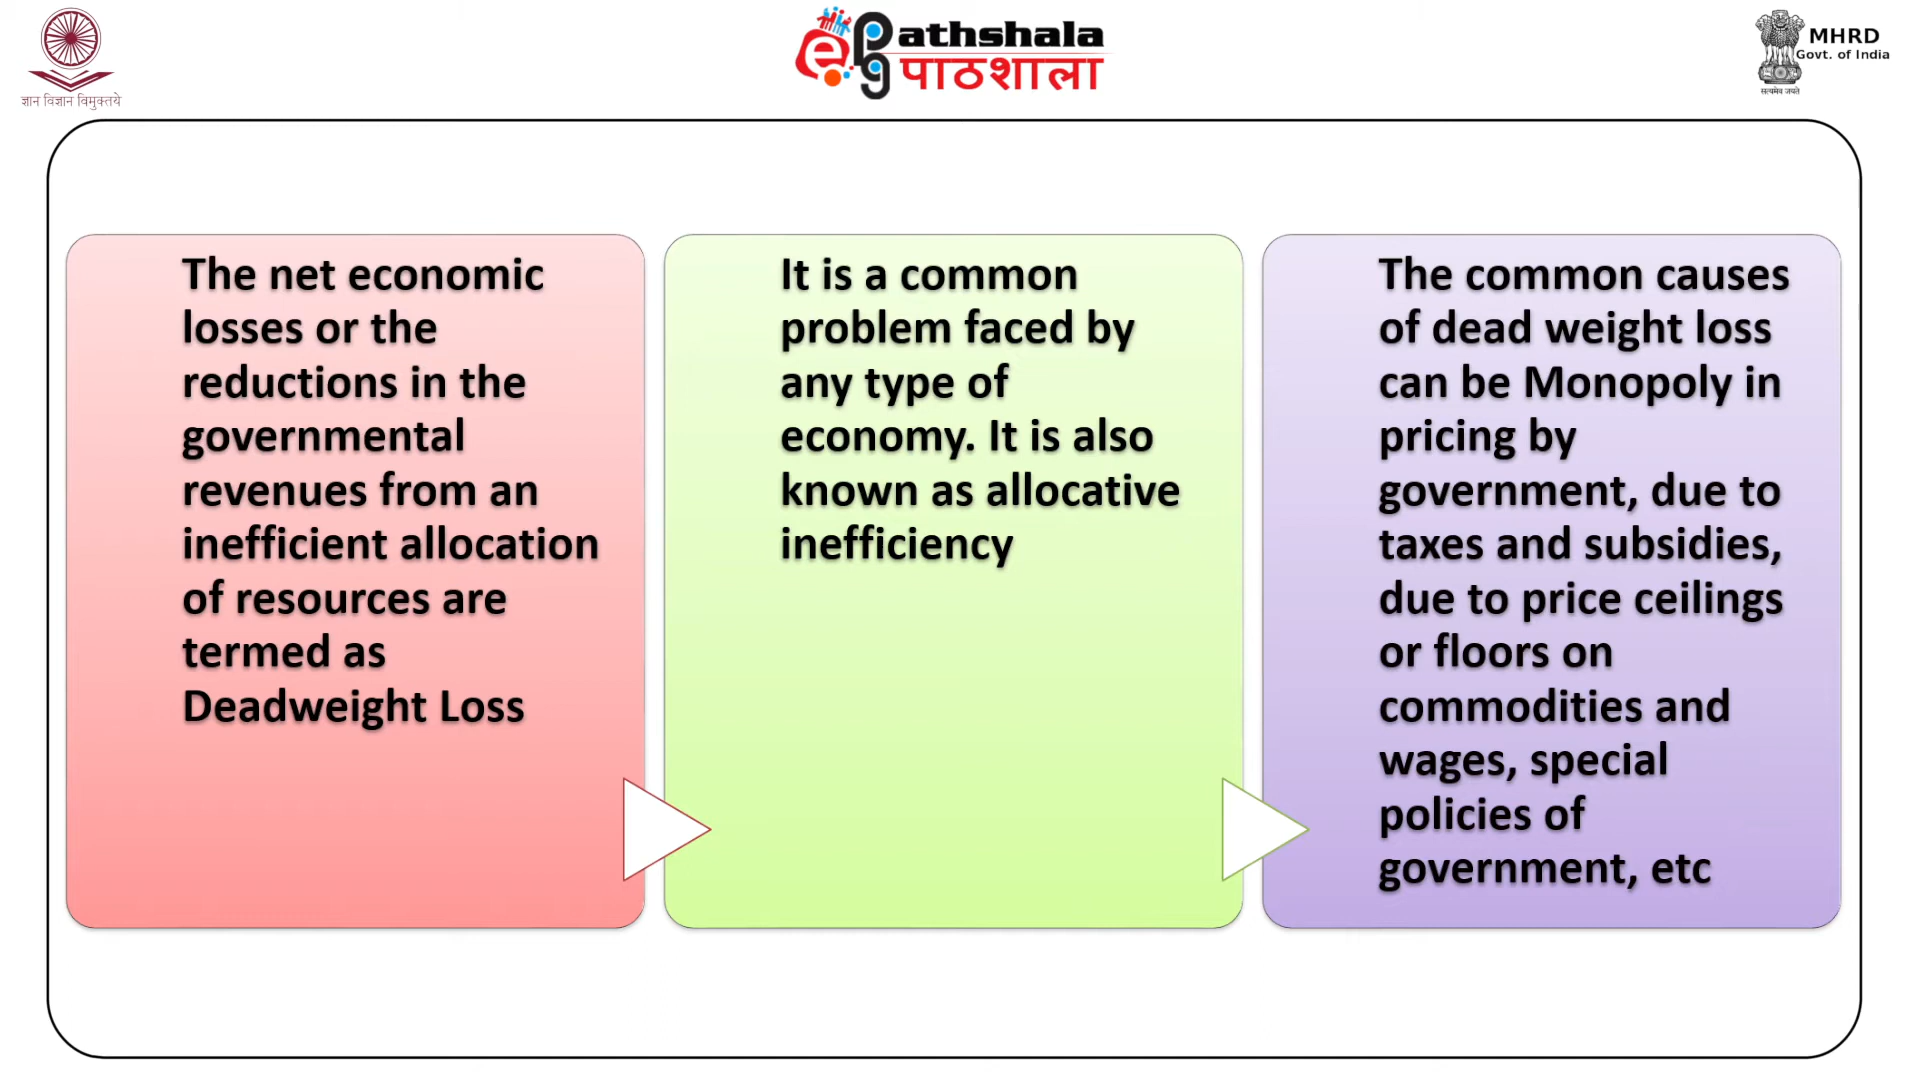 ज्ञान विज्ञान विमुक्तये
ePathshala
पाठशाला
MHRD
Govt. of India
सत्यमेव जयते
The net economic
losses or the
reductions in the
governmental
revenues from an
inefficient allocation
of resources are
termed as
Deadweight Loss
It is a common
problem faced by
any type of
economy. It is also
known as allocative
inefficiency
The common causes
of dead weight loss
can be Monopoly in
pricing by
government, due to
taxes and subsidies,
due to price ceilings
or floors on
commodities and
wages, special
policies of
government, etc